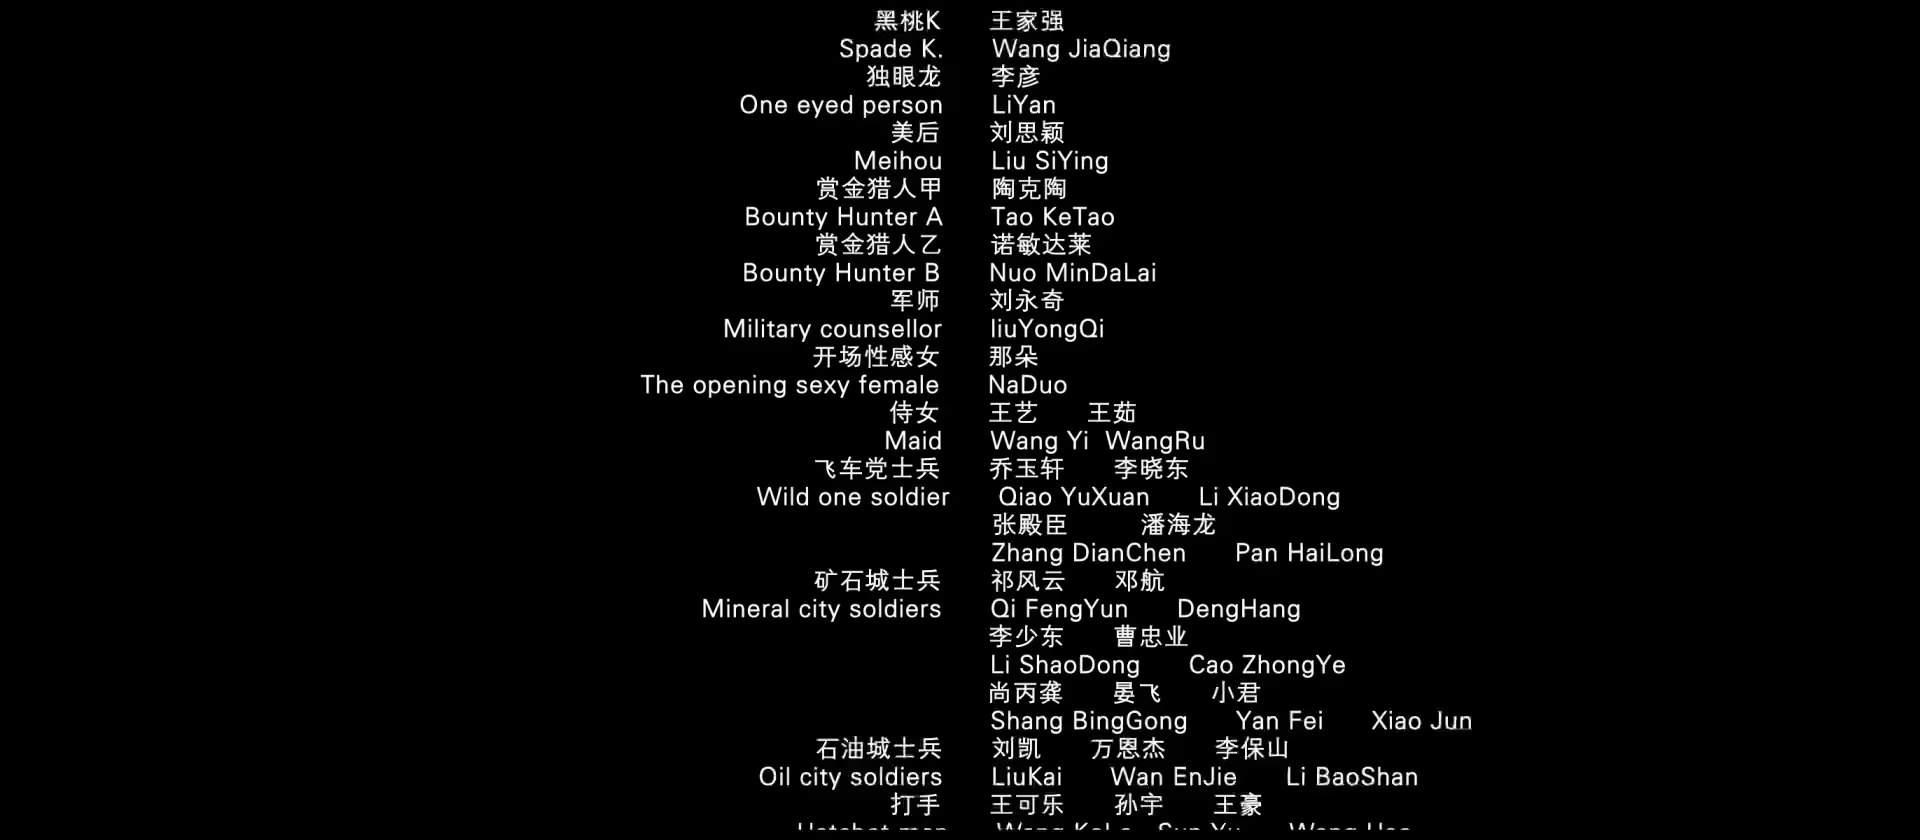 黑桃K 王家强
Spade K. Wang JiaQiang
独眼龙 李彦
One eyed person LiYan
美后 刘思颖
Meihou Liu SiYing
赏金猎人甲 陶克陶
Bounty Hunter A Tao KeTao
赏金猎人乙 诺敏达莱
Bounty Hunter B Nuo MinDaLai
军师 刘永奇
Military counsellor liuYongQi
开场性感女 那朵
The opening sexy female NaDuo
侍女 王艺 王茹
Maid Wang Yi WangRu
飞车党士兵 乔玉轩 李晓东
Wild one soldier Qiao YuXuan Li XiaoDong
张殿臣 潘海龙
Zhang DianChen Pan HaiLong
矿石城士兵 祁风云 邓航
Mineral city soldiers Qi FengYun DengHang
李少东 曹忠业
Li ShaoDong Cao ZhongYe
尚丙龚 晏飞 小君
Shang BingGong Yan Fei Xiao Jun
石油城士兵 刘凯 万恩杰 李保山
Oil city soldiers LiuKai Wan EnJie Li BaoShan
打手 王可乐 孙宇 王豪